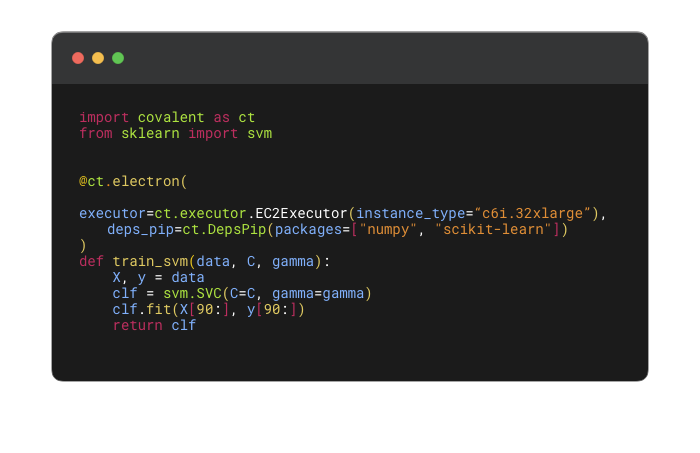 import covalent as ct
from sklearn import svm
@ct.electron(
executor=ct.executor.EC2Executor(instance_type=“c6i.32xlarge”),
deps_pip=ct.DepsPip(packages=["numpy", "scikit-learn"])
)
def train_svm(data, C, gamma):
X, y = data
clf = svm.SVC(C=C, gamma=gamma)
clf.fit(X[90:], y[90:])
return clf